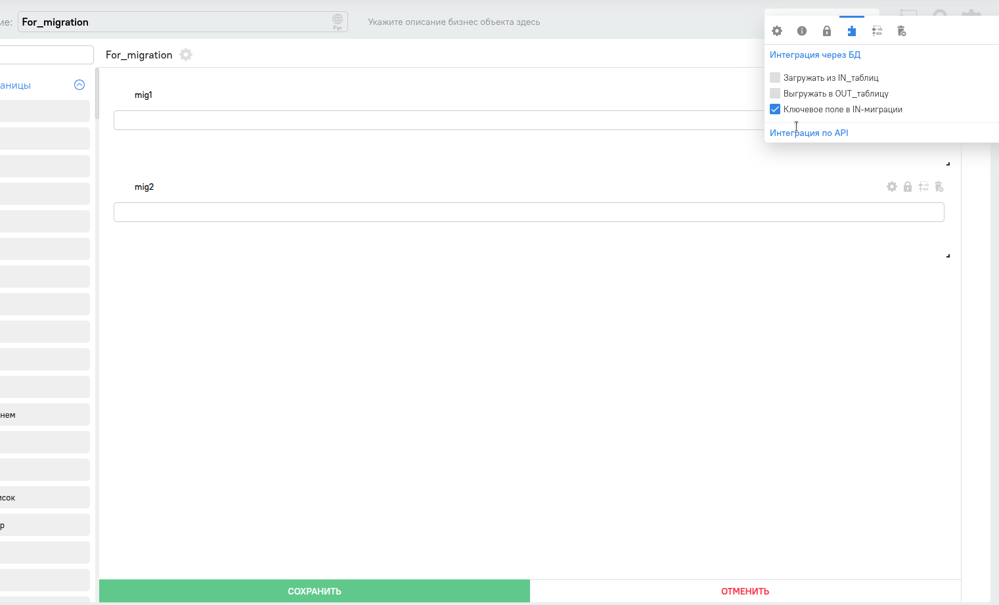 ие:
For_migration
Рус
Укажите описание бизнес объекта здесь
For_migration
аницы
mig1
Интеграция через БД
Загружать из IN_таблиц
Выгружать в OUT_таблицу
Ключевое поле в IN-миграции
Интеграция по API
mig2
нем
исок
р
СОХРАНИТЬ
ОТМЕНИТЬ